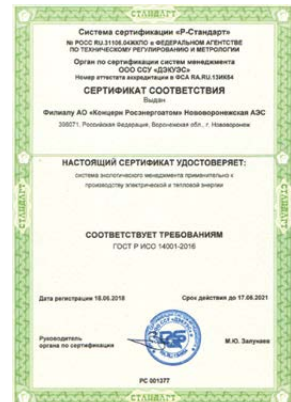 СТАНДАРТ
Система сертификации «Р-Стандарт»
№ РОСС RU.31105.04ЖХП0 в ФЕДЕРАЛЬНОМ АГЕНТСТВЕ
ПО ТЕХНИЧЕСКОМУ РЕГУЛИРОВАНИЮ И МЕТРОЛОГИИ
Орган по сертификации систем менеджмента
ООО ССУ «ДЭКУЭС»
Номер аттестата аккредитации в ФСА RA.RU.13ИК64
СЕРТИФИКАТ СООТВЕТСТВИЯ
Выдан
Филиалу АО «Концерн Росэнергоатом» Нововоронежская АЭС
396071, Российская Федерация, Воронежская обл., г. Нововоронеж
НАСТОЯЩИЙ СЕРТИФИКАТ УДОСТОВЕРЯЕТ:
система экологического менеджмента применительно к
производству электрической и тепловой энергии
СООТВЕТСТВУЕТ ТРЕБОВАНИЯМ
ГОСТ Р ИСО 14001-2016
Дата регистрации 18.06.2018 Срок действия до 17.06.2021
Руководитель
органа по сертификации М.Ю. Залунаев
РС 001377
СТАНДАРТ